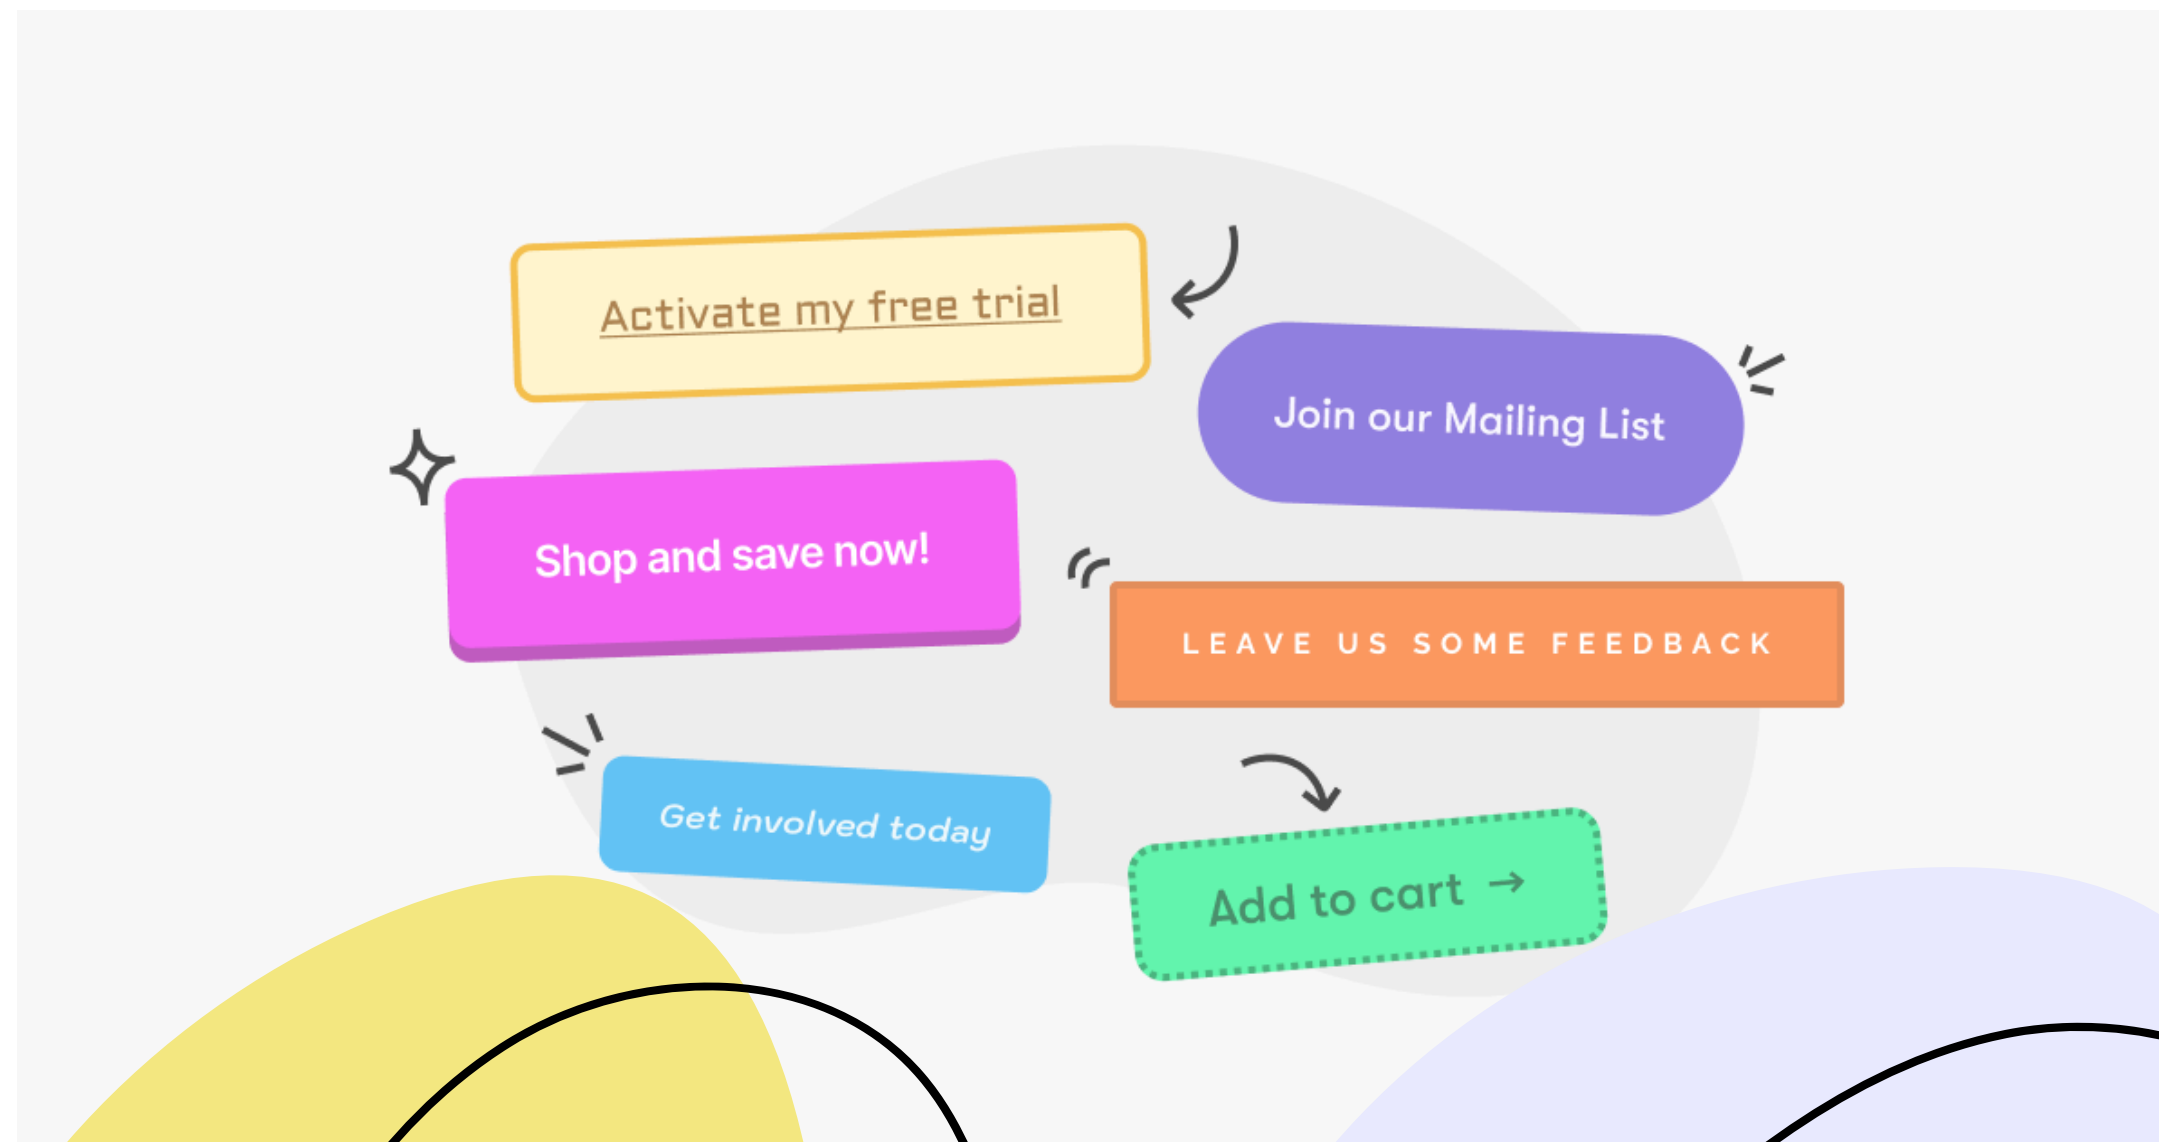 Activate my free trial
Join our Mailing List
Shop and save now!
LEAVE US SOME FEEDBACK
Get involved today
Add to cart →